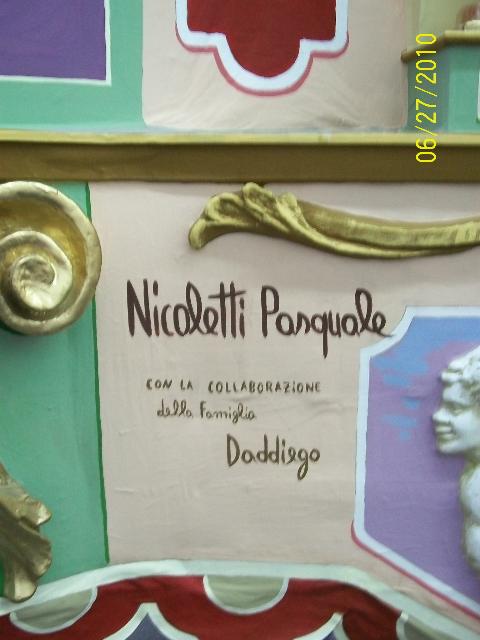 06/27/2010
Nicoletti Pasquale
CON LA COLLABORAZIONE
della Famiglia
Daddiego